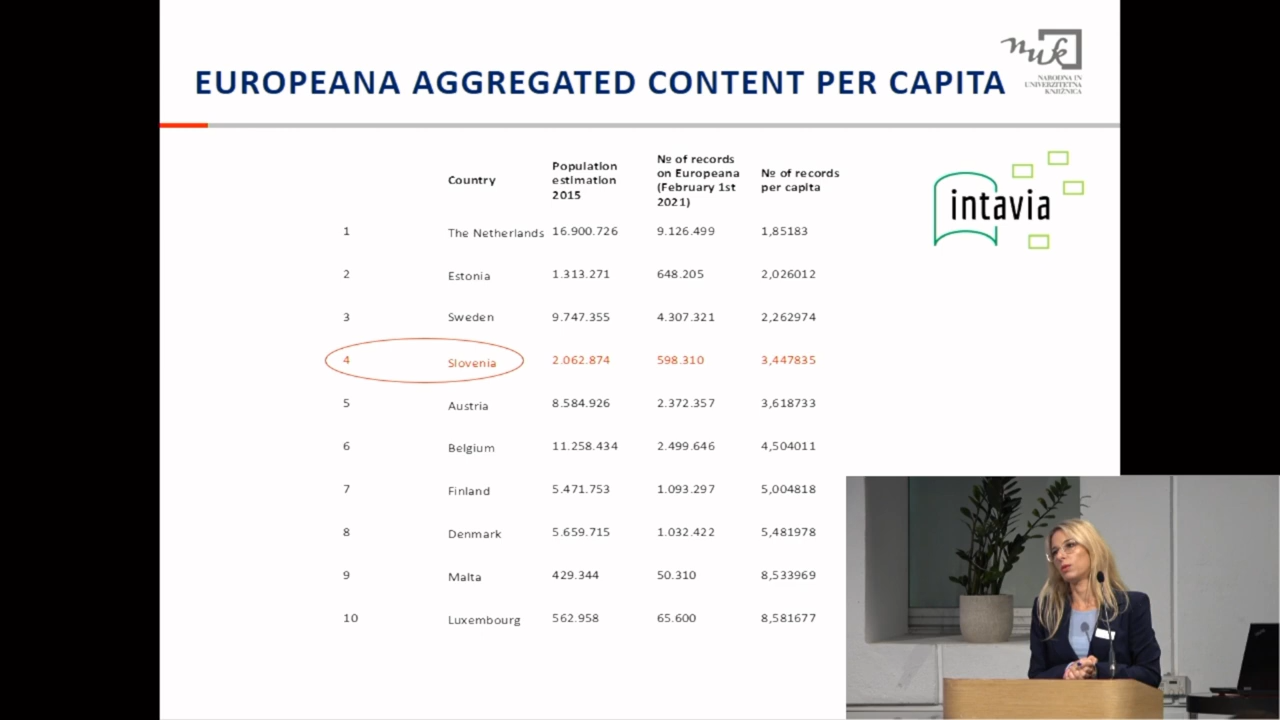 EUROPEANA AGGREGATED CONTENT PER CAPITA
nuk
NARODNA IN
UNIVERZITETNA
KNJIŽNICA
Country
Population
estimation
2015
№ of records
on Europeana
(February 1st
2021)
№ of records
per capita
1 The Netherlands 16.900.726 9.126.499 1,85183
2 Estonia 1.313.271 648.205 2,026012
3 Sweden 9.747.355 4.307.321 2,262974
4 Slovenia 2.062.874 598.310 3,447835
5 Austria 8.584.926 2.372.357 3,618733
6 Belgium 11.258.434 2.499.646 4,504011
7 Finland 5.471.753 1.093.297 5,004818
8 Denmark 5.659.715 1.032.422 5,481978
9 Malta 429.344 50.310 8,533969
10 Luxembourg 562.958 65.600 8,581677
intavia